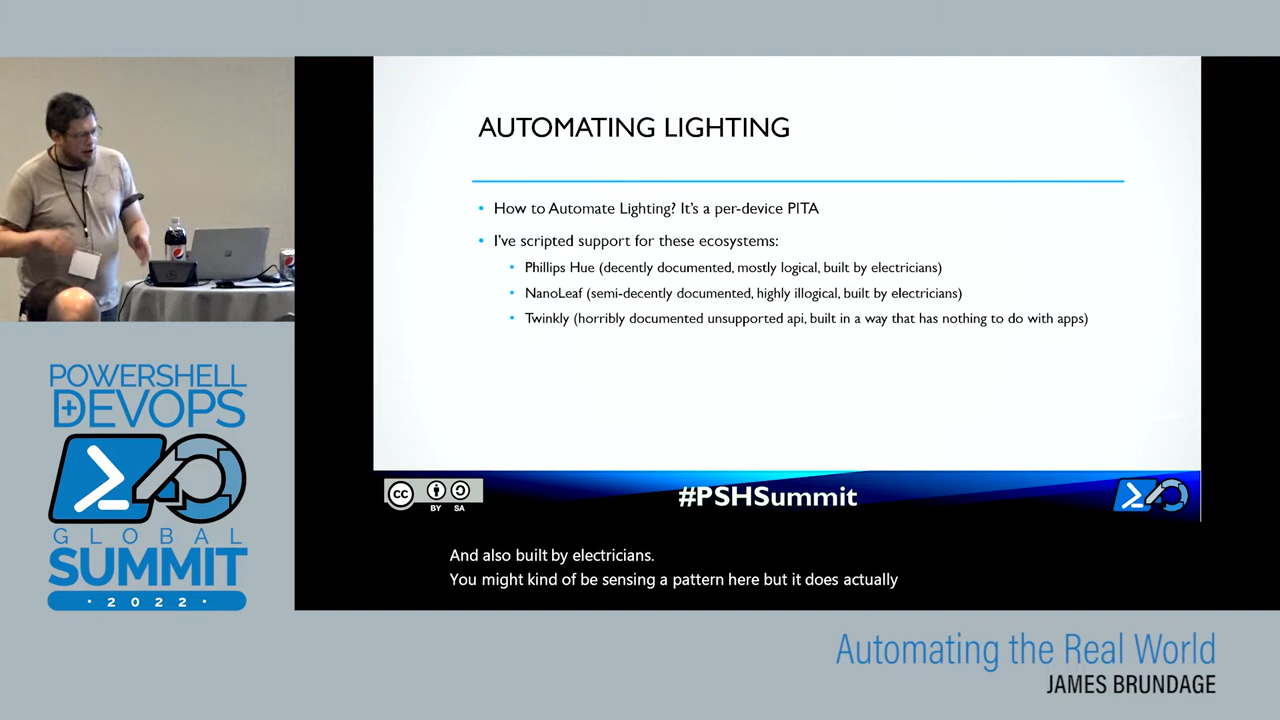 AUTOMATING LIGHTING
• How to Automate Lighting? It's a per-device PITA
• I've scripted support for these ecosystems:
• Phillips Hue (decently documented, mostly logical, built by electricians)
• NanoLeaf (semi-decently documented, highly illogical, built by electricians)
• Twinkly (horribly documented unsupported api, built in a way that has nothing to do with apps)
cc
BY SA
#PSHSummit
And also built by electricians.
You might kind of be sensing a pattern here but it does actually
POWERSHELL
DEVOPS
GLOBAL
SUMMIT
· 2022 ·
Automating the Real World
JAMES BRUNDAGE